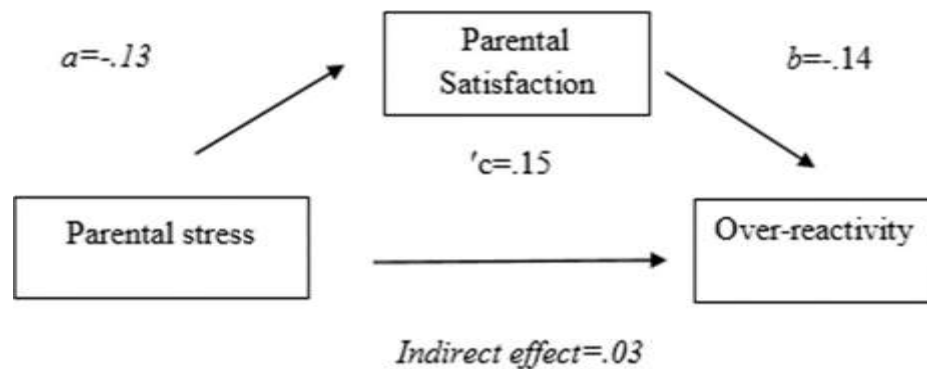 a=-.13
Parental
Satisfaction
b=-.14
'c=.15
Parental stress
Over-reactivity
Indirect effect=.03